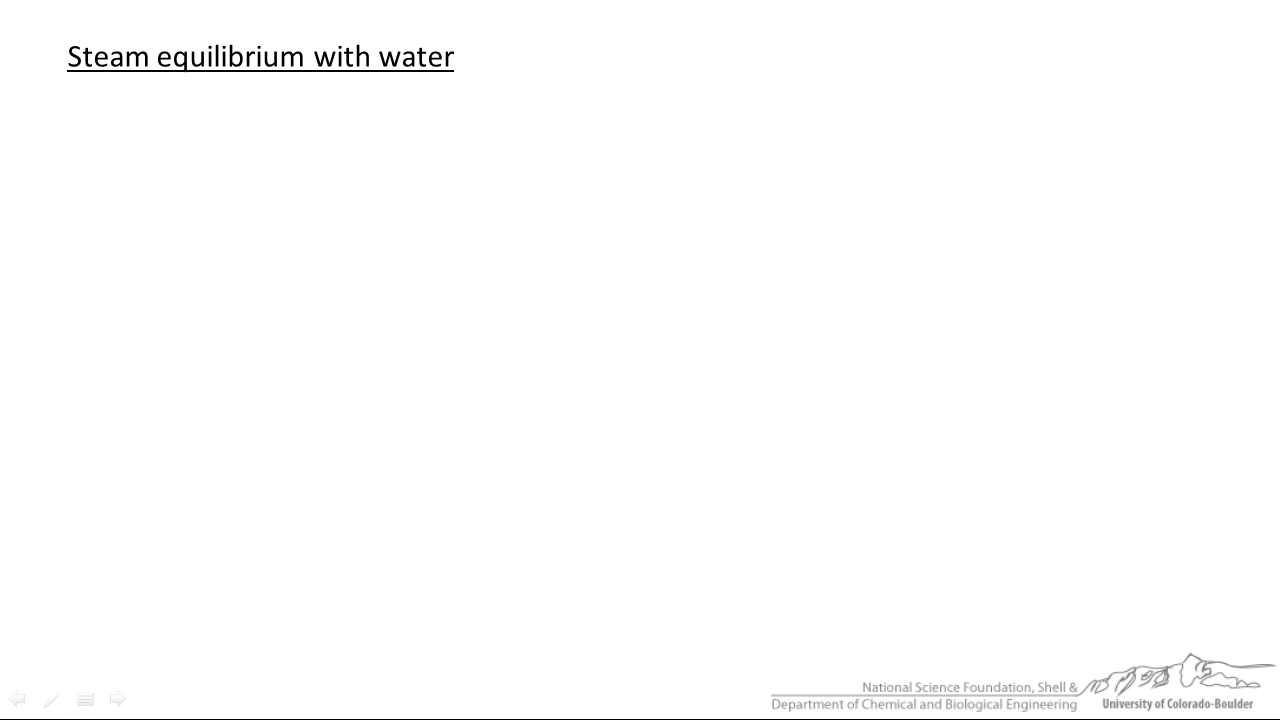 Steam equilibrium with water
National Science Foundation, Shell &
Department of Chemical and Biological Engineering
University of Colorado-Boulder